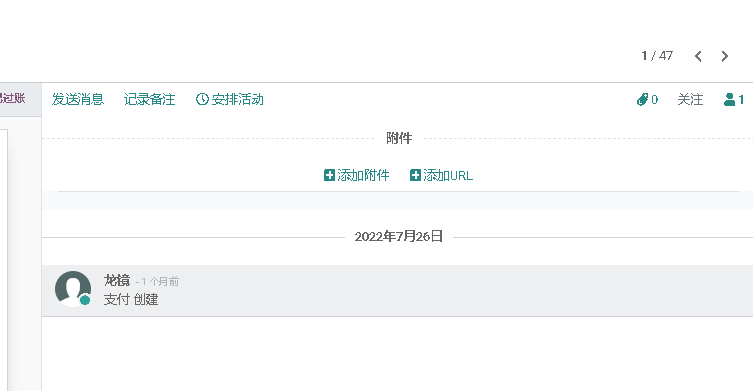 1 / 47
过账
发送消息 记录备注 安排活动 0 关注 1
附件
添加附件 添加URL
2022年7月26日
龙镜 - 1 个月前
支付 创建